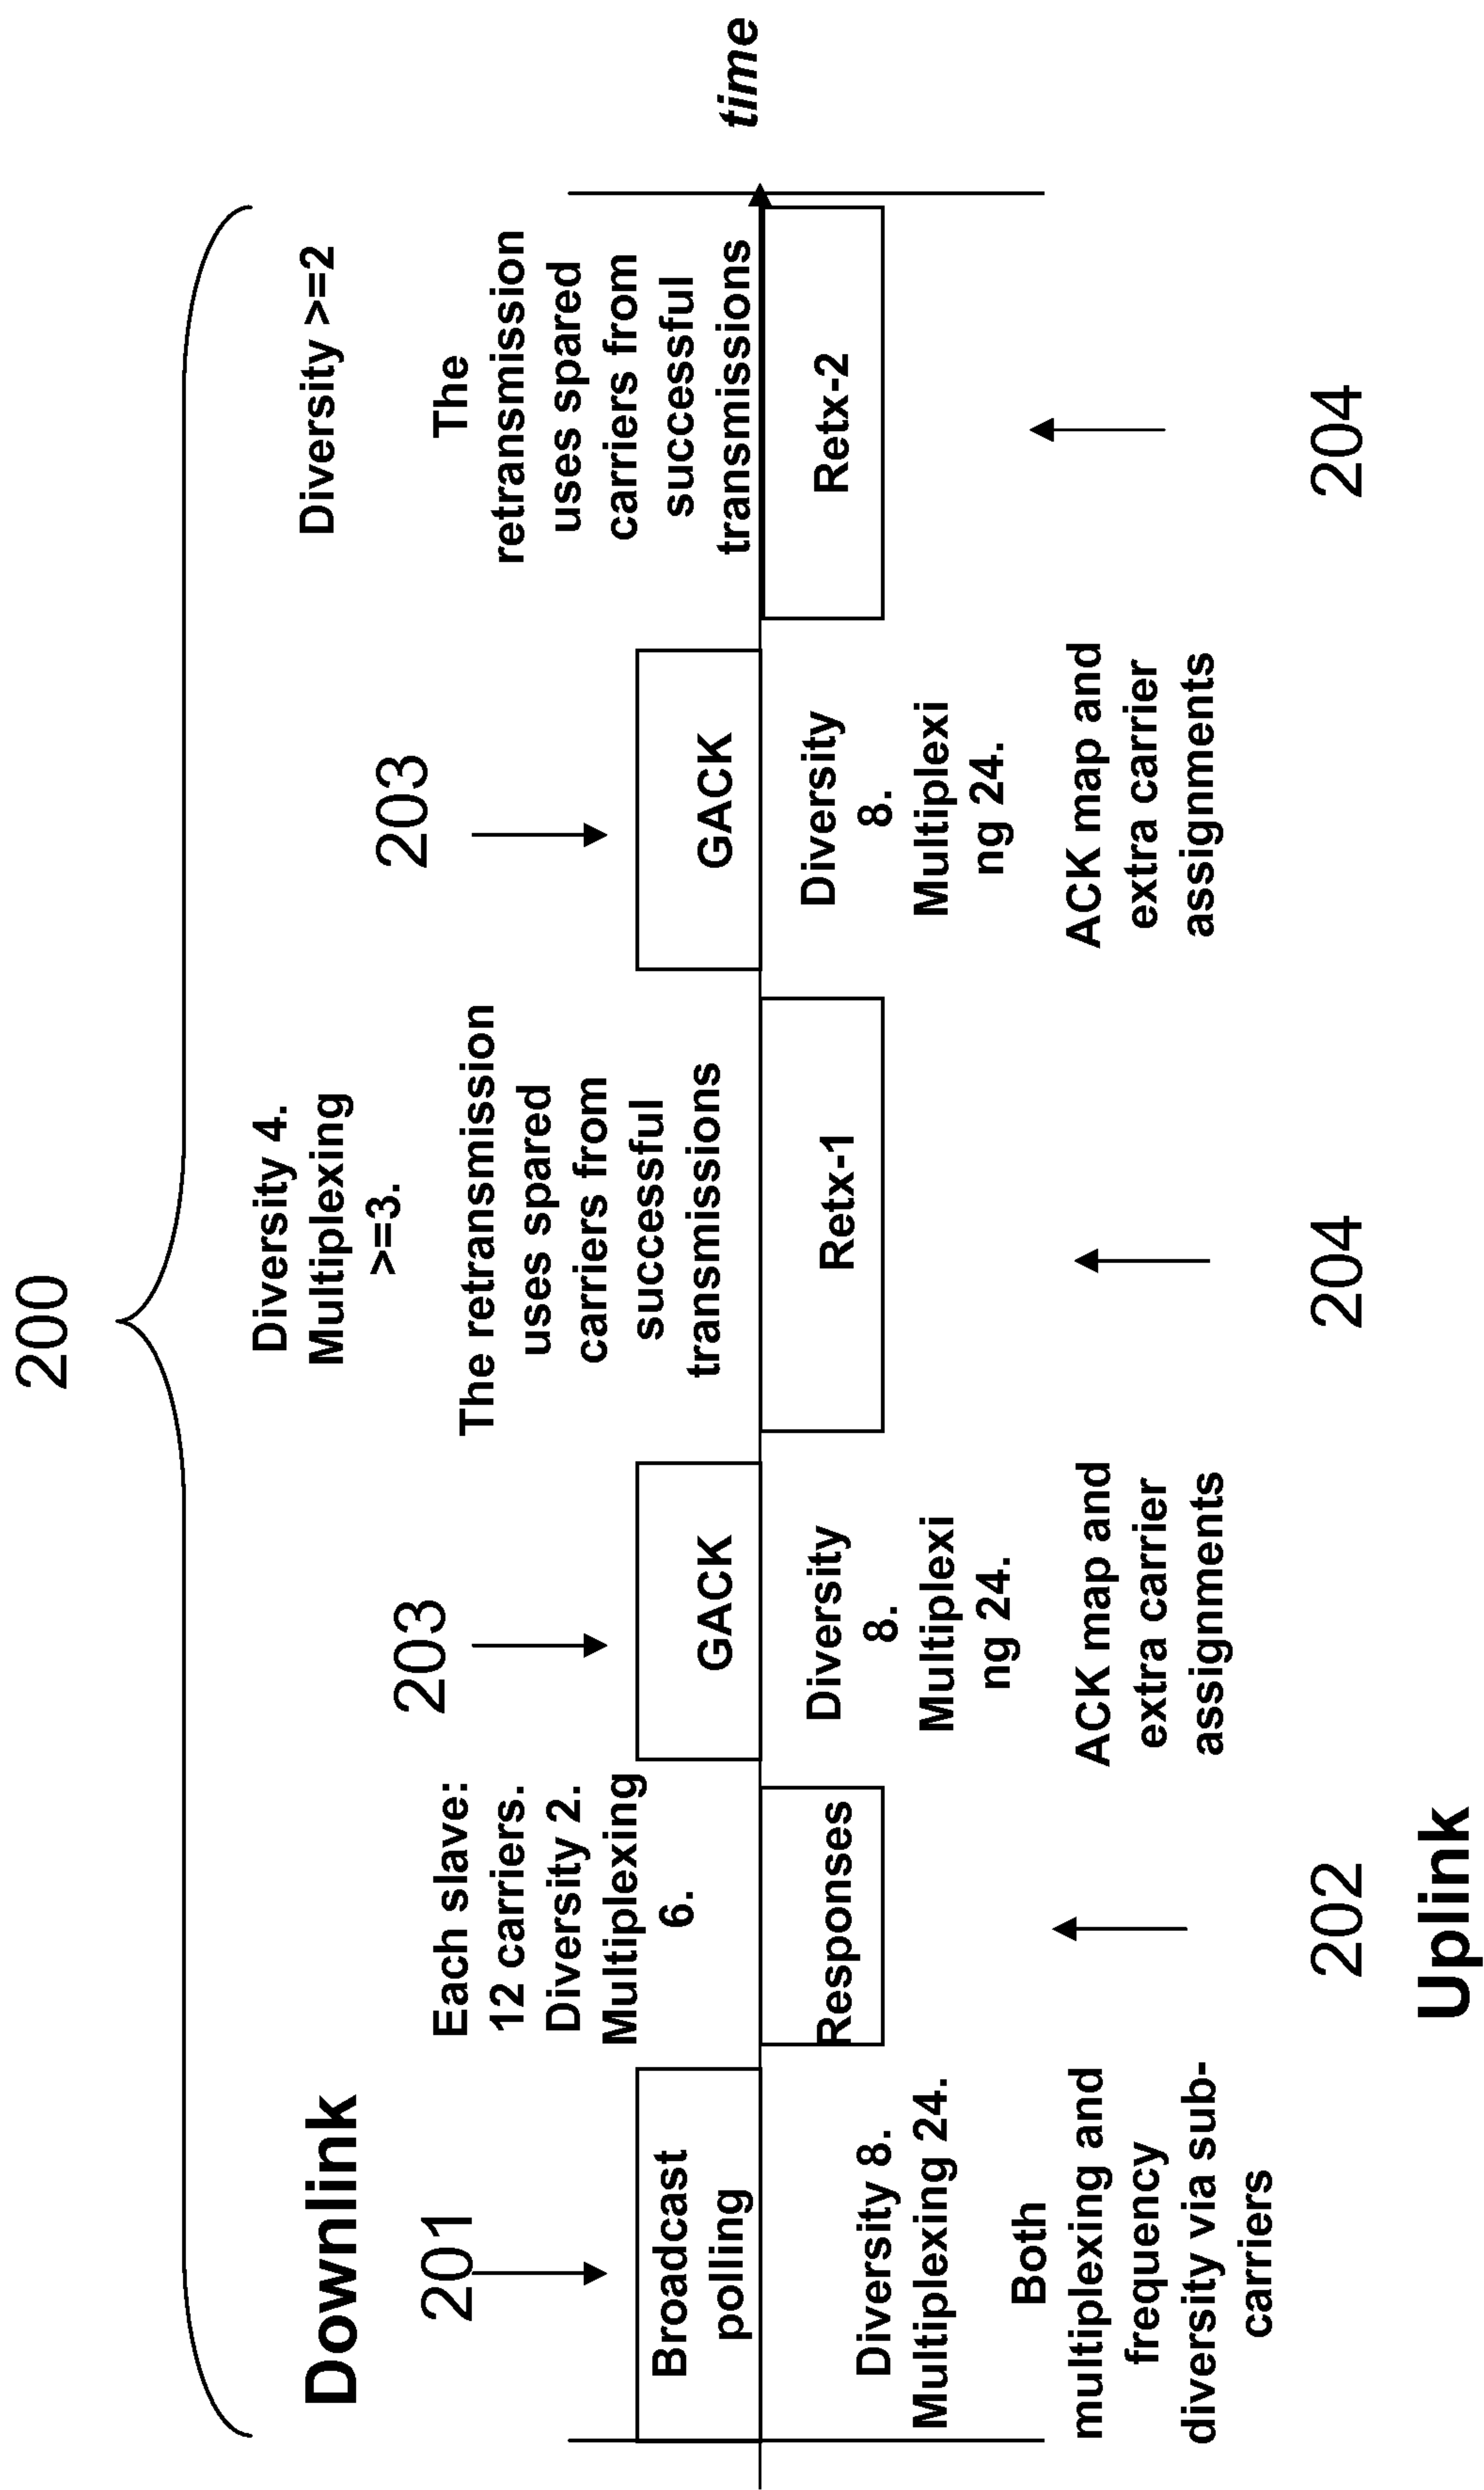 200
Downlink
201
Broadcast
polling
Diversity 8.
Multiplexing 24.
Both
multiplexing and
frequency
diversity via sub-
carriers
Each slave:
12 carriers.
Diversity 2.
Multiplexing
6.
Responses
202
Uplink
203
GACK
Diversity
8.
Multiplexi
ng 24.
ACK map and
extra carrier
assignments
Diversity 4.
Multiplexing
>=3.
The retransmission
uses spared
carriers from
successful
transmissions
Retx-1
204
203
GACK
Diversity
8.
Multiplexi
ng 24.
ACK map and
extra carrier
assignments
Diversity >=2
The
retransmission
uses spared
carriers from
successful
transmissions
Retx-2
204
time